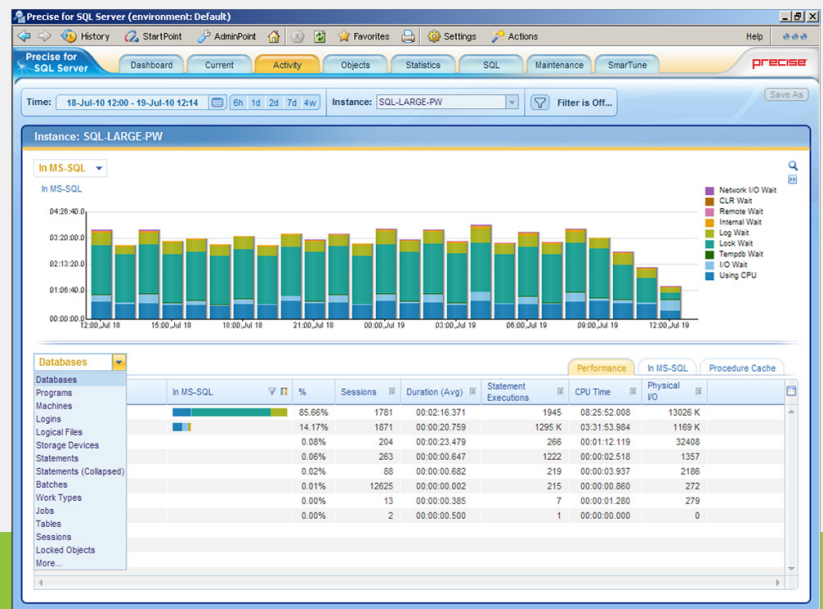 Precise for SQL Server (environment: Default)
History StartPoint AdminPoint Favorites Settings Actions Help
Precise for
SQL Server
Dashboard Current Activity Objects Statistics SQL Maintenance SmarTune
precise
Time: 18-Jul-10 12:00 - 19-Jul-10 12:14 6h 1d 2d 7d 4w Instance: SQL-LARGE-PW Filter is Off...
Save As
Instance: SQL-LARGE-PW
In MS-SQL
In MS-SQL
04:26:40.0
03:20:00.0
02:13:20.0
01:06:40.0
00:00:00.0
12:00,Jul 18 15:00,Jul 18 18:00,Jul 18 21:00,Jul 18 00:00,Jul 19 03:00,Jul 19 06:00,Jul 19 09:00,Jul 19 12:00,Jul 19
Network I/O Wait
CLR Wait
Remote Wait
Internal Wait
Log Wait
Lock Wait
Tempdb Wait
I/O Wait
Using CPU
Databases
Performance In MS-SQL Procedure Cache
Databases
Programs
Machines
Logins
Logical Files
Storage Devices
Statements
Statements (Collapsed)
Batches
Work Types
Jobs
Tables
Sessions
Locked Objects
More...
In MS-SQL % Sessions Duration (Avg) Statement Executions CPU Time Physical I/O
85.66% 1781 00:02:16.371 1945 08:25:52.008 13026 K
14.17% 1871 00:00:20.759 1295 K 03:31:53.984 1169 K
0.08% 204 00:00:23.479 266 00:01:12.119 32408
0.06% 263 00:00:00.647 1222 00:00:02.518 1357
0.02% 88 00:00:00.682 219 00:00:03.937 2186
0.01% 12625 00:00:00.002 215 00:00:00.860 272
0.00% 13 00:00:00.385 7 00:00:01.280 279
0.00% 2 00:00:00.500 1 00:00:00.000 0